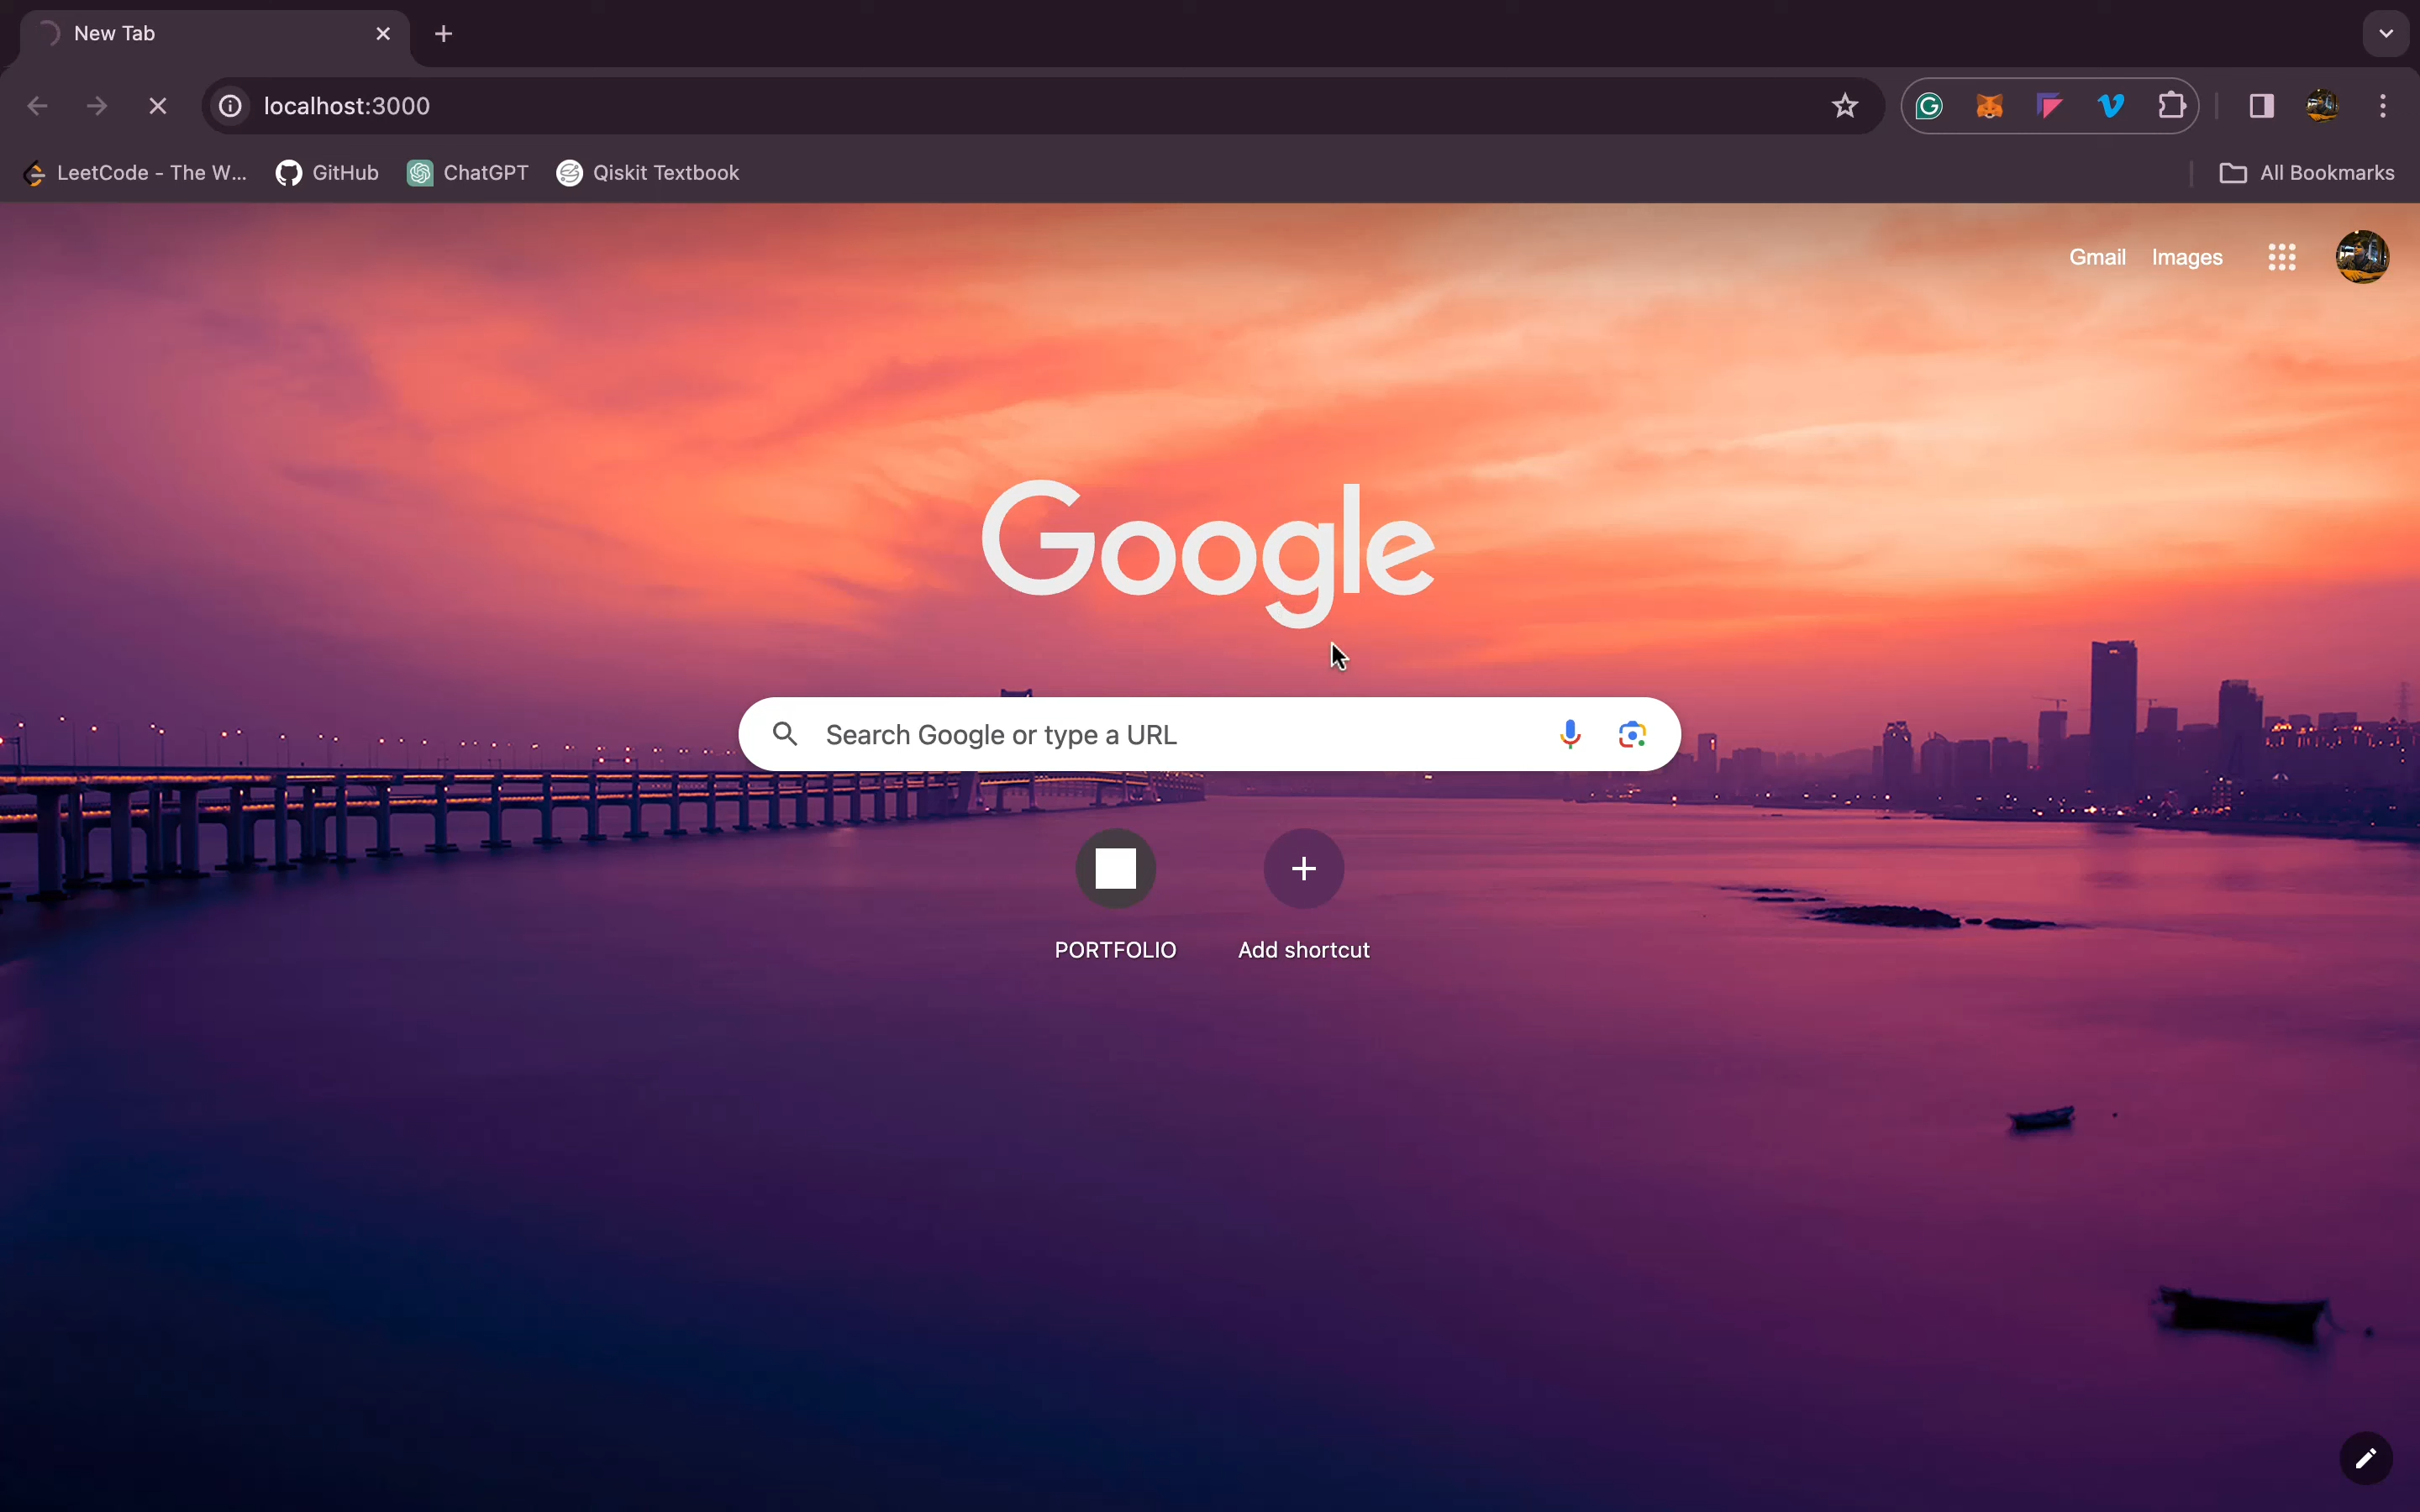 New Tab
localhost:3000
LeetCode - The W...
GitHub
ChatGPT
Qiskit Textbook
All Bookmarks
Gmail
Images
Google
Search Google or type a URL
PORTFOLIO
Add shortcut